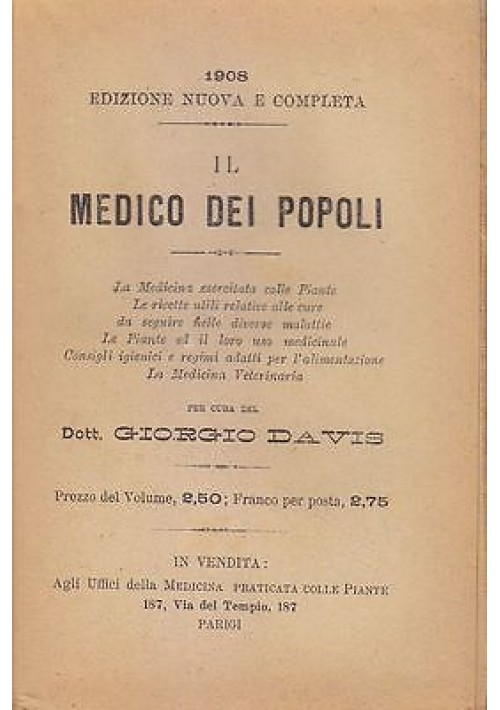 1908
EDIZIONE NUOVA E COMPLETA
IL
MEDICO DEI POPOLI
La Medicina esercitata colle Piante
Le ricette utili relative alle cure
da seguire nelle diverse malattie
Le Piante ed il loro uso medicinale
Consigli igienici e regimi adatti per l'alimentazione
La Medicina Veterinaria
PER CURA DEL
Dott. GIORGIO DAVIS
Prezzo del Volume, 2,50; Franco per posta, 2,75
IN VENDITA:
Agli Uffici della MEDICINA PRATICATA COLLE PIANTE
187, Via del Tempio, 187
PARIGI